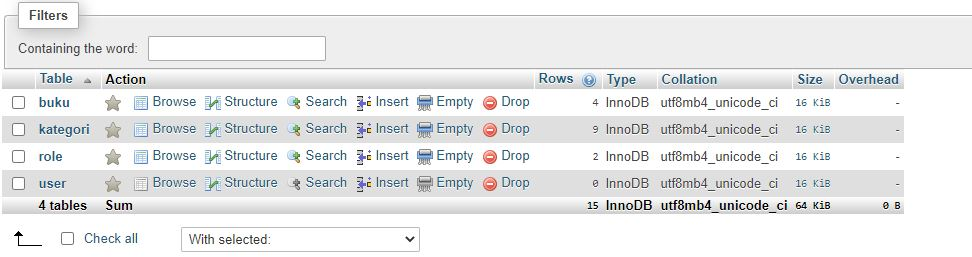 Filters
Containing the word:
Table Action Rows Type Collation Size Overhead
buku Browse Structure Search Insert Empty Drop 4 InnoDB utf8mb4_unicode_ci 16 KiB -
kategori Browse Structure Search Insert Empty Drop 9 InnoDB utf8mb4_unicode_ci 16 KiB -
role Browse Structure Search Insert Empty Drop 2 InnoDB utf8mb4_unicode_ci 16 KiB -
user Browse Structure Search Insert Empty Drop 0 InnoDB utf8mb4_unicode_ci 16 KiB -
4 tables Sum 15 InnoDB utf8mb4_unicode_ci 64 KiB 0 B
Check all With selected: